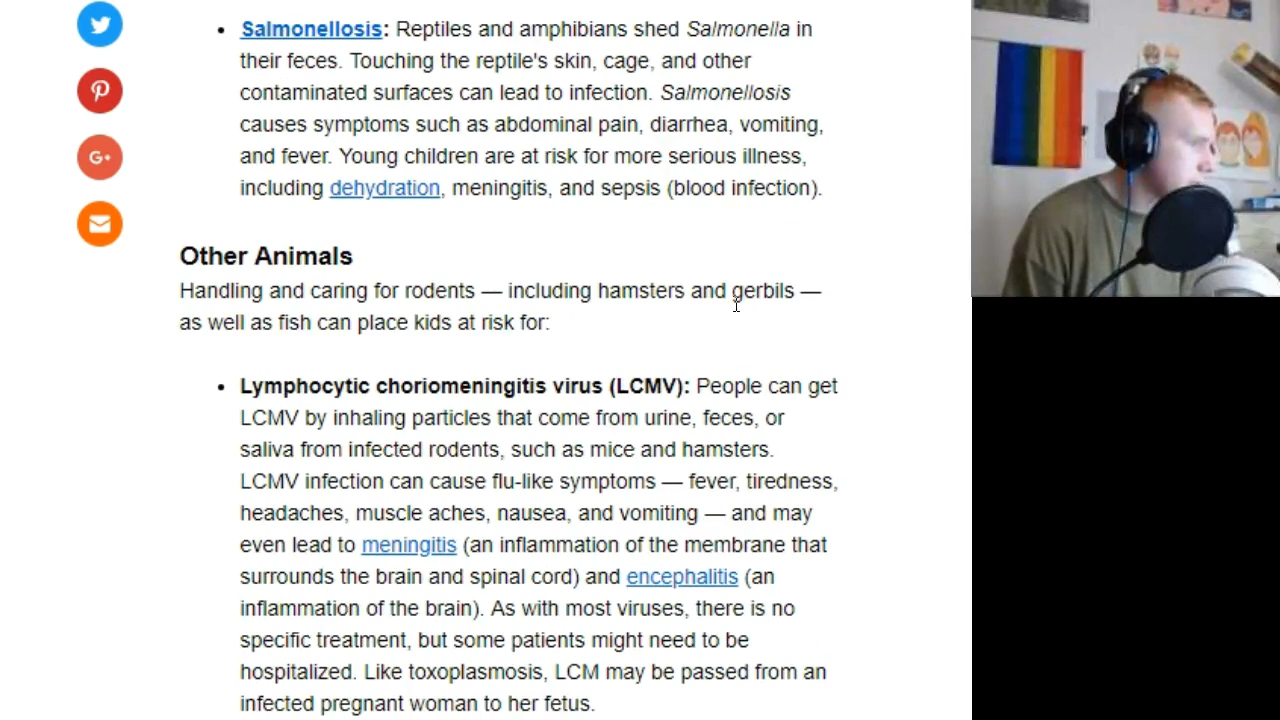 Salmonellosis: Reptiles and amphibians shed Salmonella in
their feces. Touching the reptile's skin, cage, and other
contaminated surfaces can lead to infection. Salmonellosis
causes symptoms such as abdominal pain, diarrhea, vomiting,
and fever. Young children are at risk for more serious illness,
including dehydration, meningitis, and sepsis (blood infection).
G+
Other Animals
Handling and caring for rodents — including hamsters and gerbils —
as well as fish can place kids at risk for:
Lymphocytic choriomeningitis virus (LCMV): People can get
LCMV by inhaling particles that come from urine, feces, or
saliva from infected rodents, such as mice and hamsters.
LCMV infection can cause flu-like symptoms — fever, tiredness,
headaches, muscle aches, nausea, and vomiting — and may
even lead to meningitis (an inflammation of the membrane that
surrounds the brain and spinal cord) and encephalitis (an
inflammation of the brain). As with most viruses, there is no
specific treatment, but some patients might need to be
hospitalized. Like toxoplasmosis, LCM may be passed from an
infected pregnant woman to her fetus.